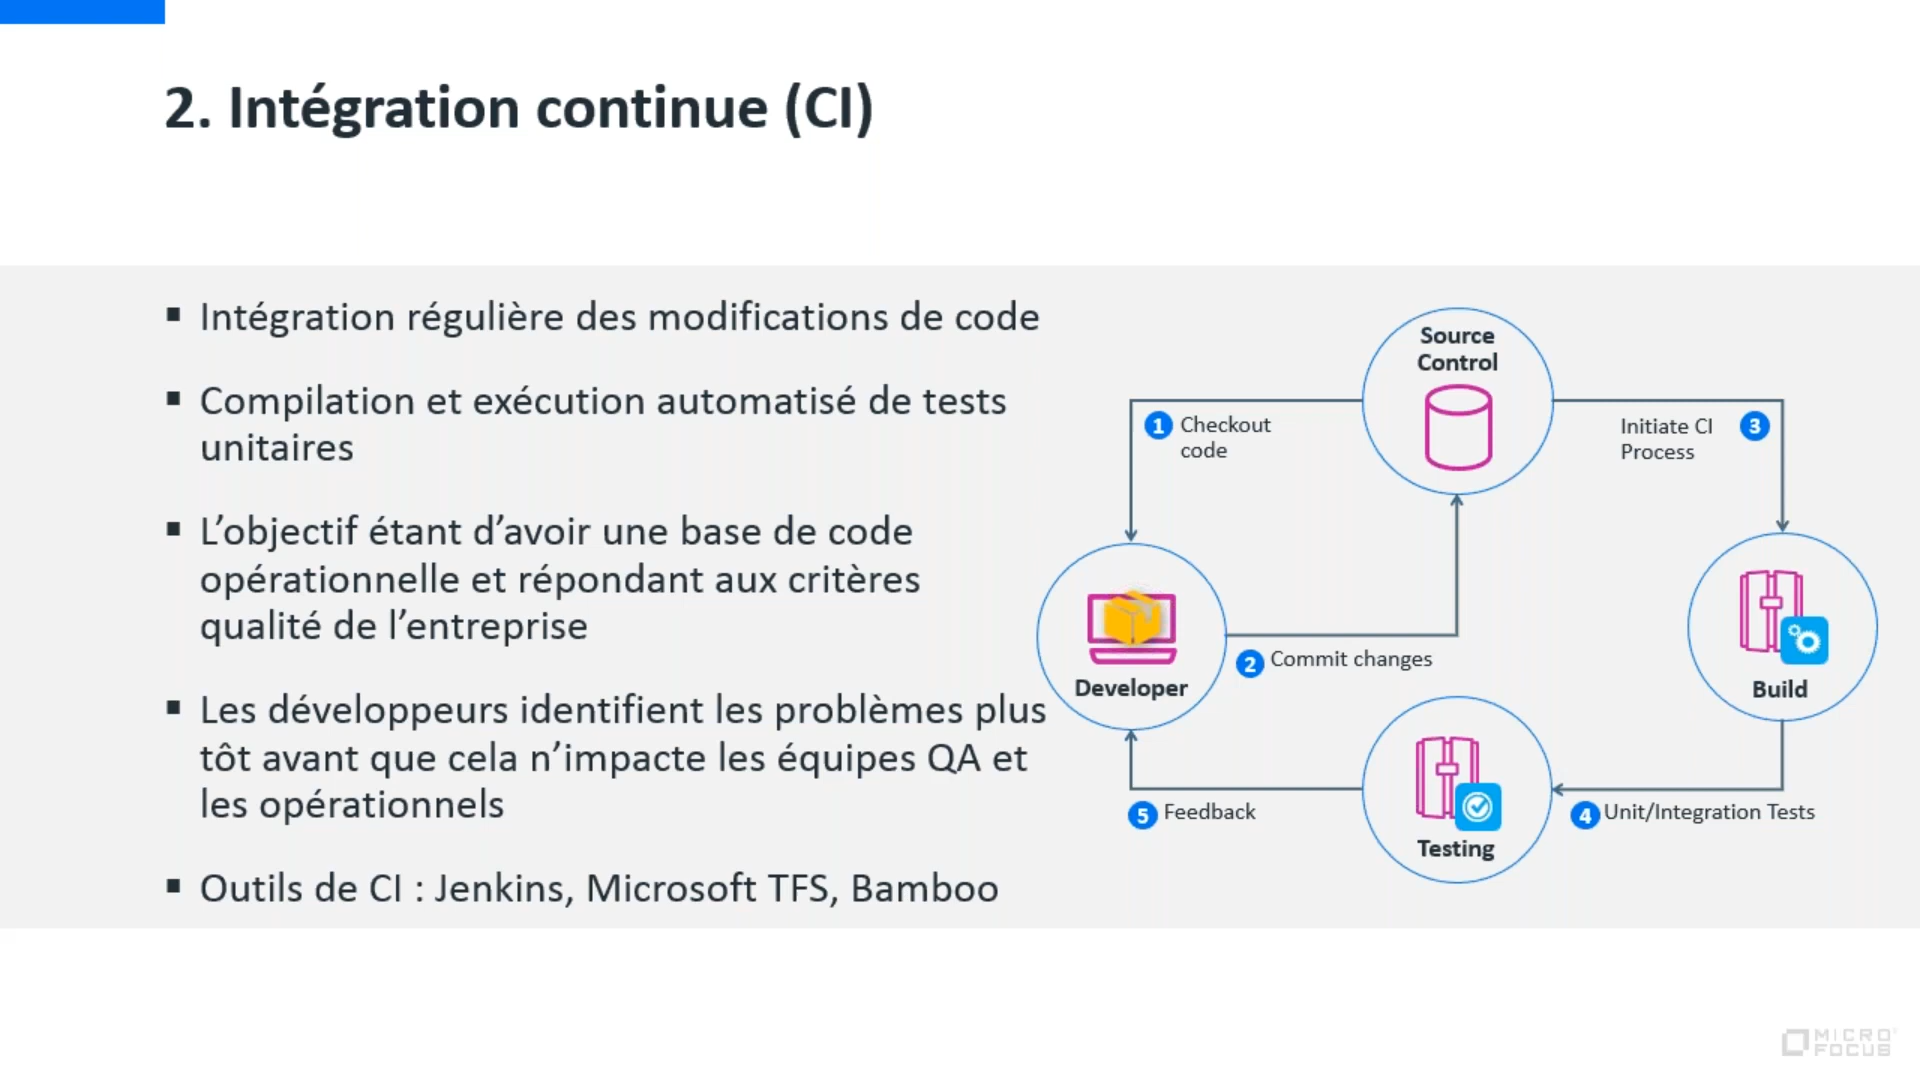 2. Intégration continue (CI)
▪ Intégration régulière des modifications de code
▪ Compilation et exécution automatisé de tests
unitaires
▪ L’objectif étant d’avoir une base de code
opérationnelle et répondant aux critères
qualité de l’entreprise
▪ Les développeurs identifient les problèmes plus
tôt avant que cela n’impacte les équipes QA et
les opérationnels
▪ Outils de CI : Jenkins, Microsoft TFS, Bamboo
Source
Control
1 Checkout
code
Initiate CI 3
Process
Developer
2 Commit changes
Build
5 Feedback
Testing
4 Unit/Integration Tests
MICRO
FOCUS